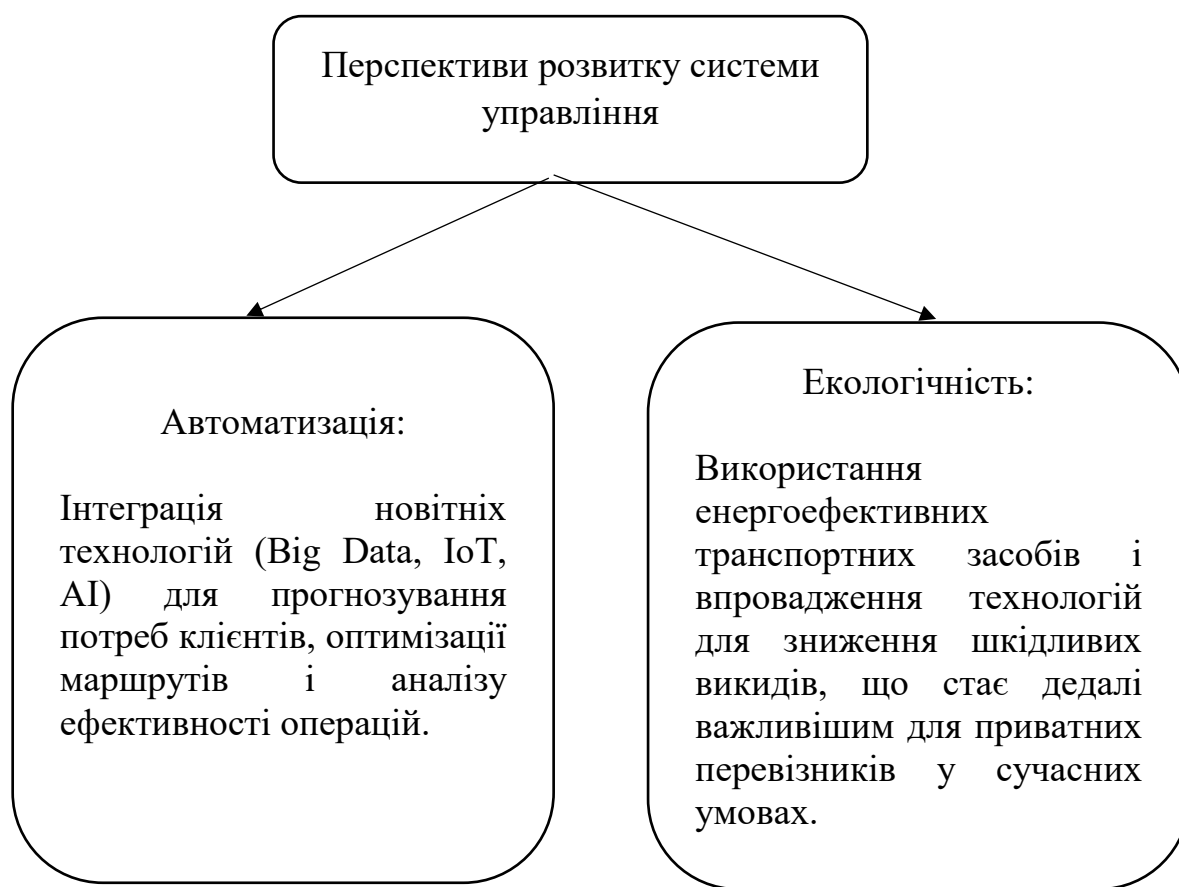 Перспективи розвитку системи
управління
Автоматизація:
Інтеграція новітніх
технологій (Big Data, IoT,
AI) для прогнозування
потреб клієнтів, оптимізації
маршрутів і аналізу
ефективності операцій.
Екологічність:
Використання
енергоефективних
транспортних засобів і
впровадження технологій
для зниження шкідливих
викидів, що стає дедалі
важливішим для приватних
перевізників у сучасних
умовах.